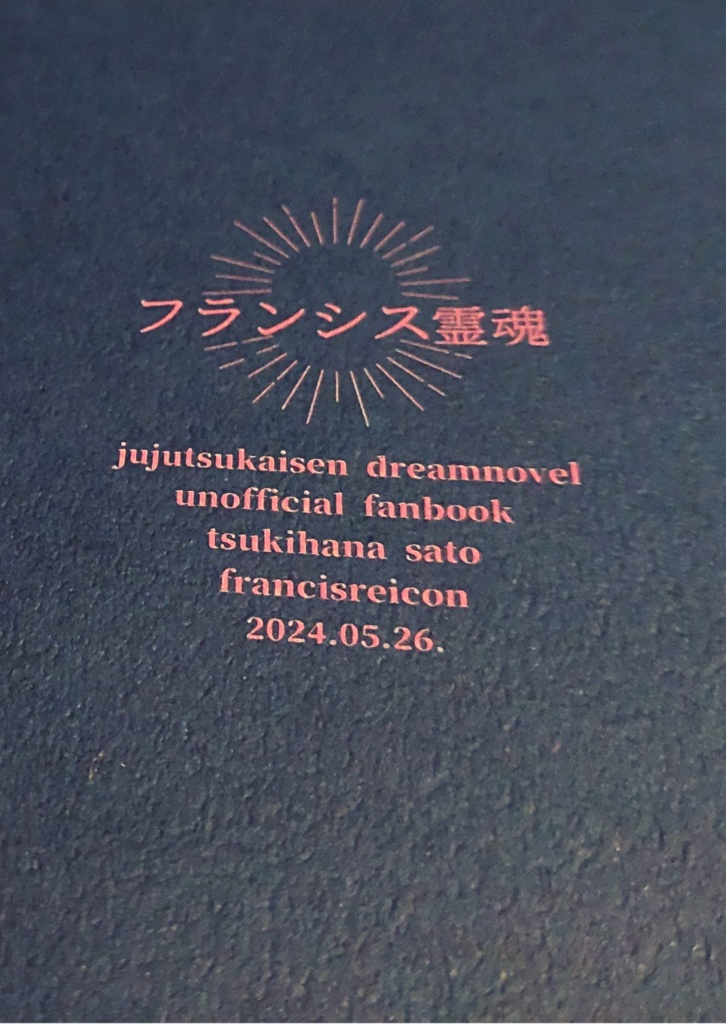 フランシス霊魂
jujutsukaisen dreamnovel
unofficial fanbook
tsukihana sato
francisreicon
2024.05.26.